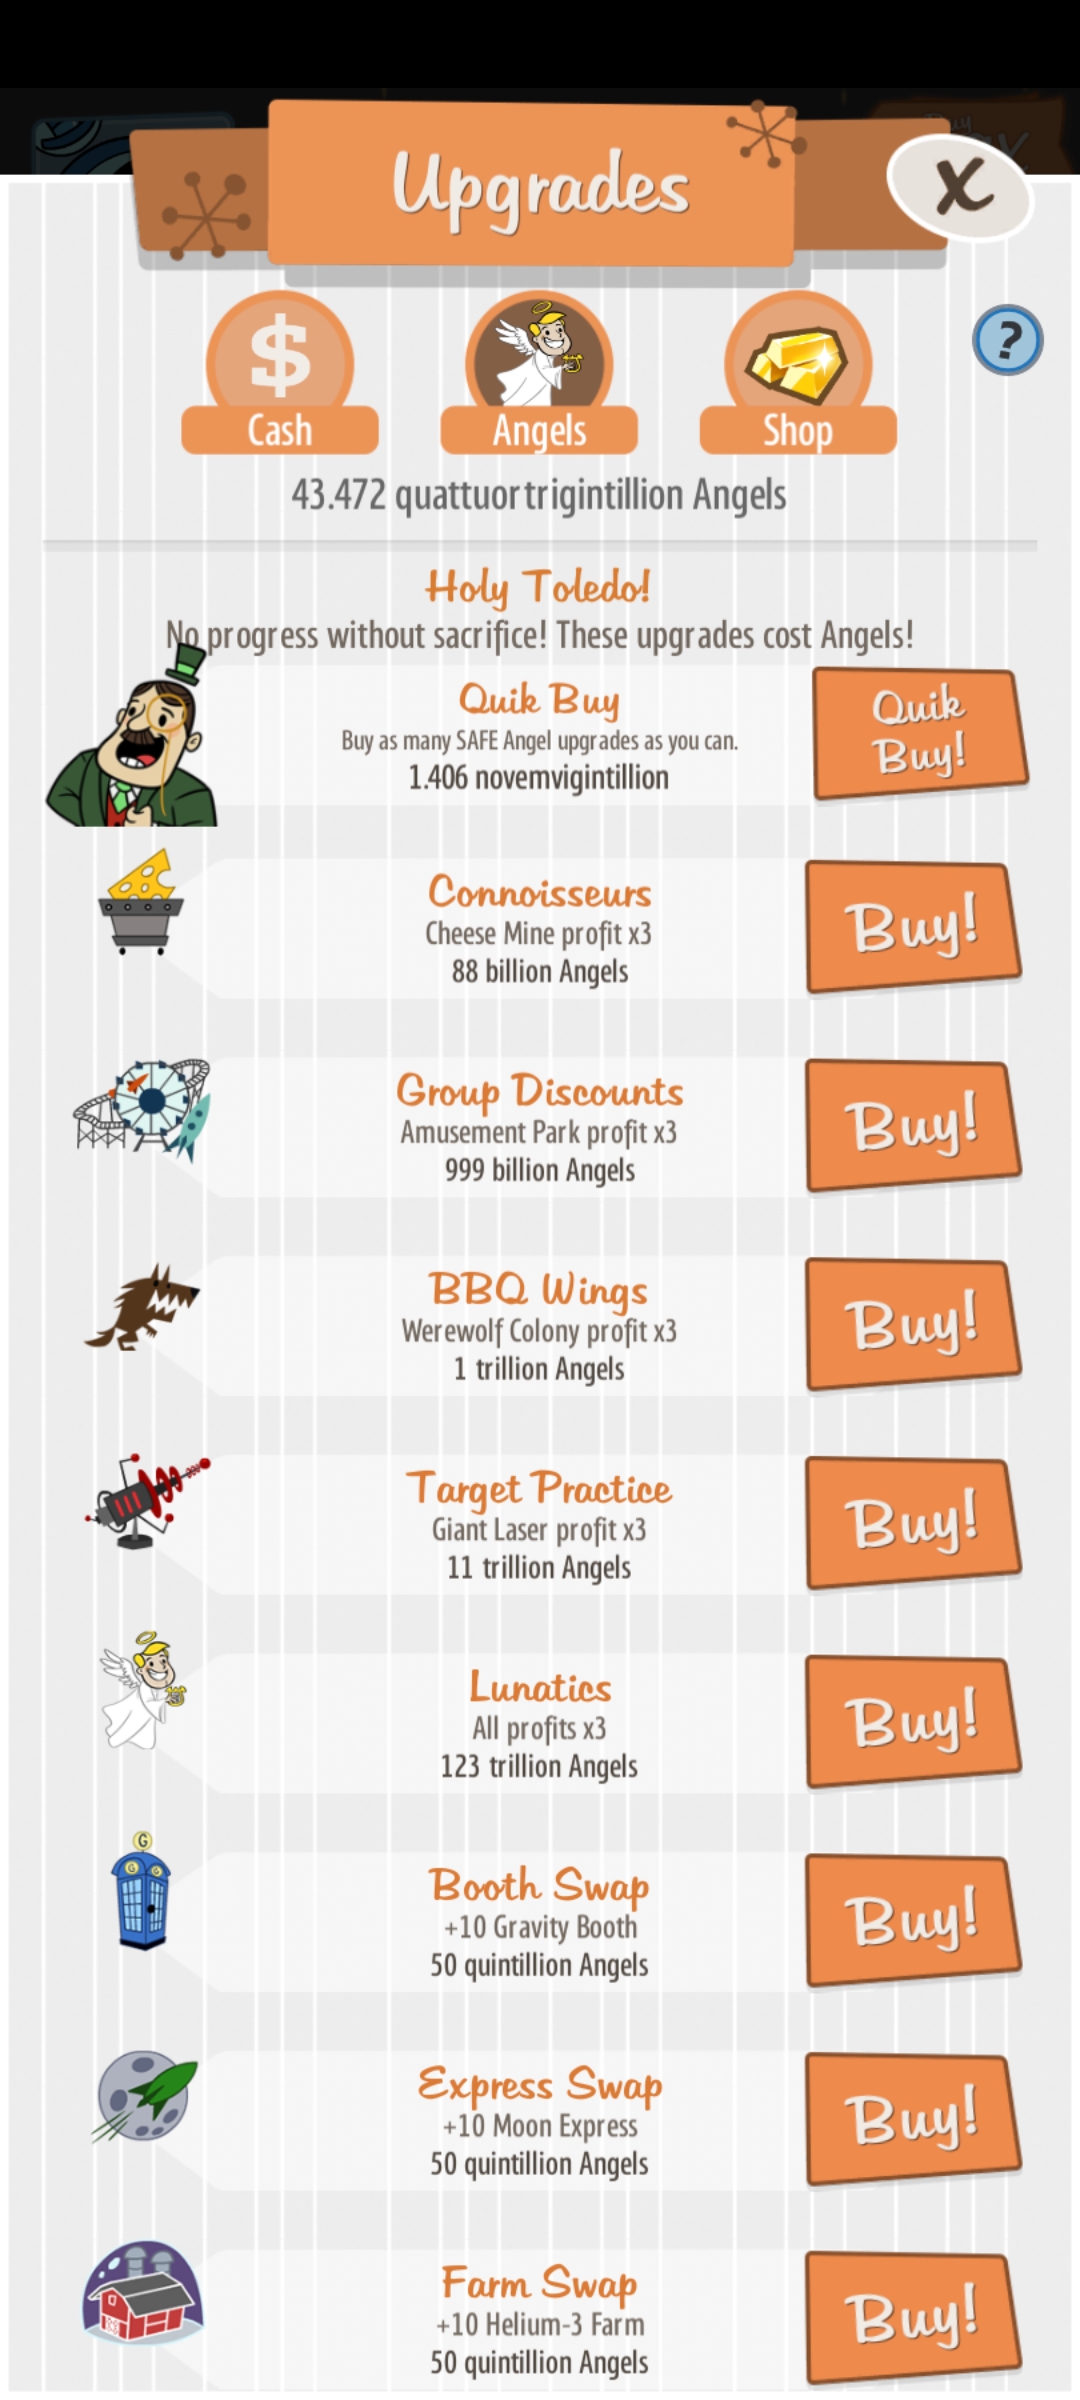 Upgrades
X
$
?
Cash
Angels
Shop
43.472 quattuortrigintillion Angels
Holy Toledo!
No progress without sacrifice! These upgrades cost Angels!
Quik Buy
Buy as many SAFE Angel upgrades as you can.
1.406 novemvigintillion
Quik
Buy!
Connoisseurs
Cheese Mine profit x3
88 billion Angels
Buy!
Group Discounts
Amusement Park profit x3
999 billion Angels
Buy!
BBQ Wings
Werewolf Colony profit x3
1 trillion Angels
Buy!
Target Practice
Giant Laser profit x3
11 trillion Angels
Buy!
Lunatics
All profits x3
123 trillion Angels
Buy!
G
G G
Booth Swap
+10 Gravity Booth
50 quintillion Angels
Buy!
Express Swap
+10 Moon Express
50 quintillion Angels
Buy!
Farm Swap
+10 Helium-3 Farm
50 quintillion Angels
Buy!